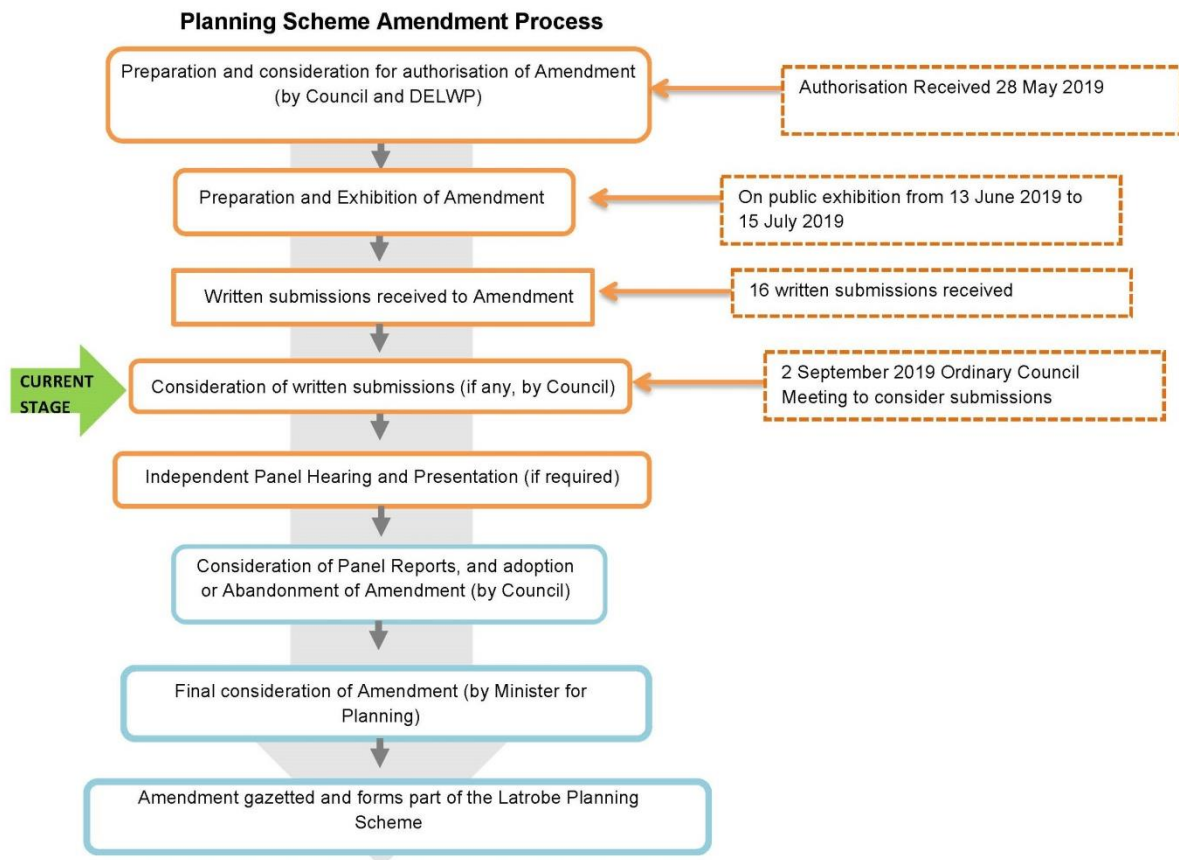 Planning Scheme Amendment Process
Preparation and consideration for authorisation of Amendment
(by Council and DELWP)
Authorisation Received 28 May 2019
Preparation and Exhibition of Amendment
On public exhibition from 13 June 2019 to
15 July 2019
Written submissions received to Amendment
16 written submissions received
CURRENT
STAGE
Consideration of written submissions (if any, by Council)
2 September 2019 Ordinary Council
Meeting to consider submissions
Independent Panel Hearing and Presentation (if required)
Consideration of Panel Reports, and adoption
or Abandonment of Amendment (by Council)
Final consideration of Amendment (by Minister for
Planning)
Amendment gazetted and forms part of the Latrobe Planning
Scheme